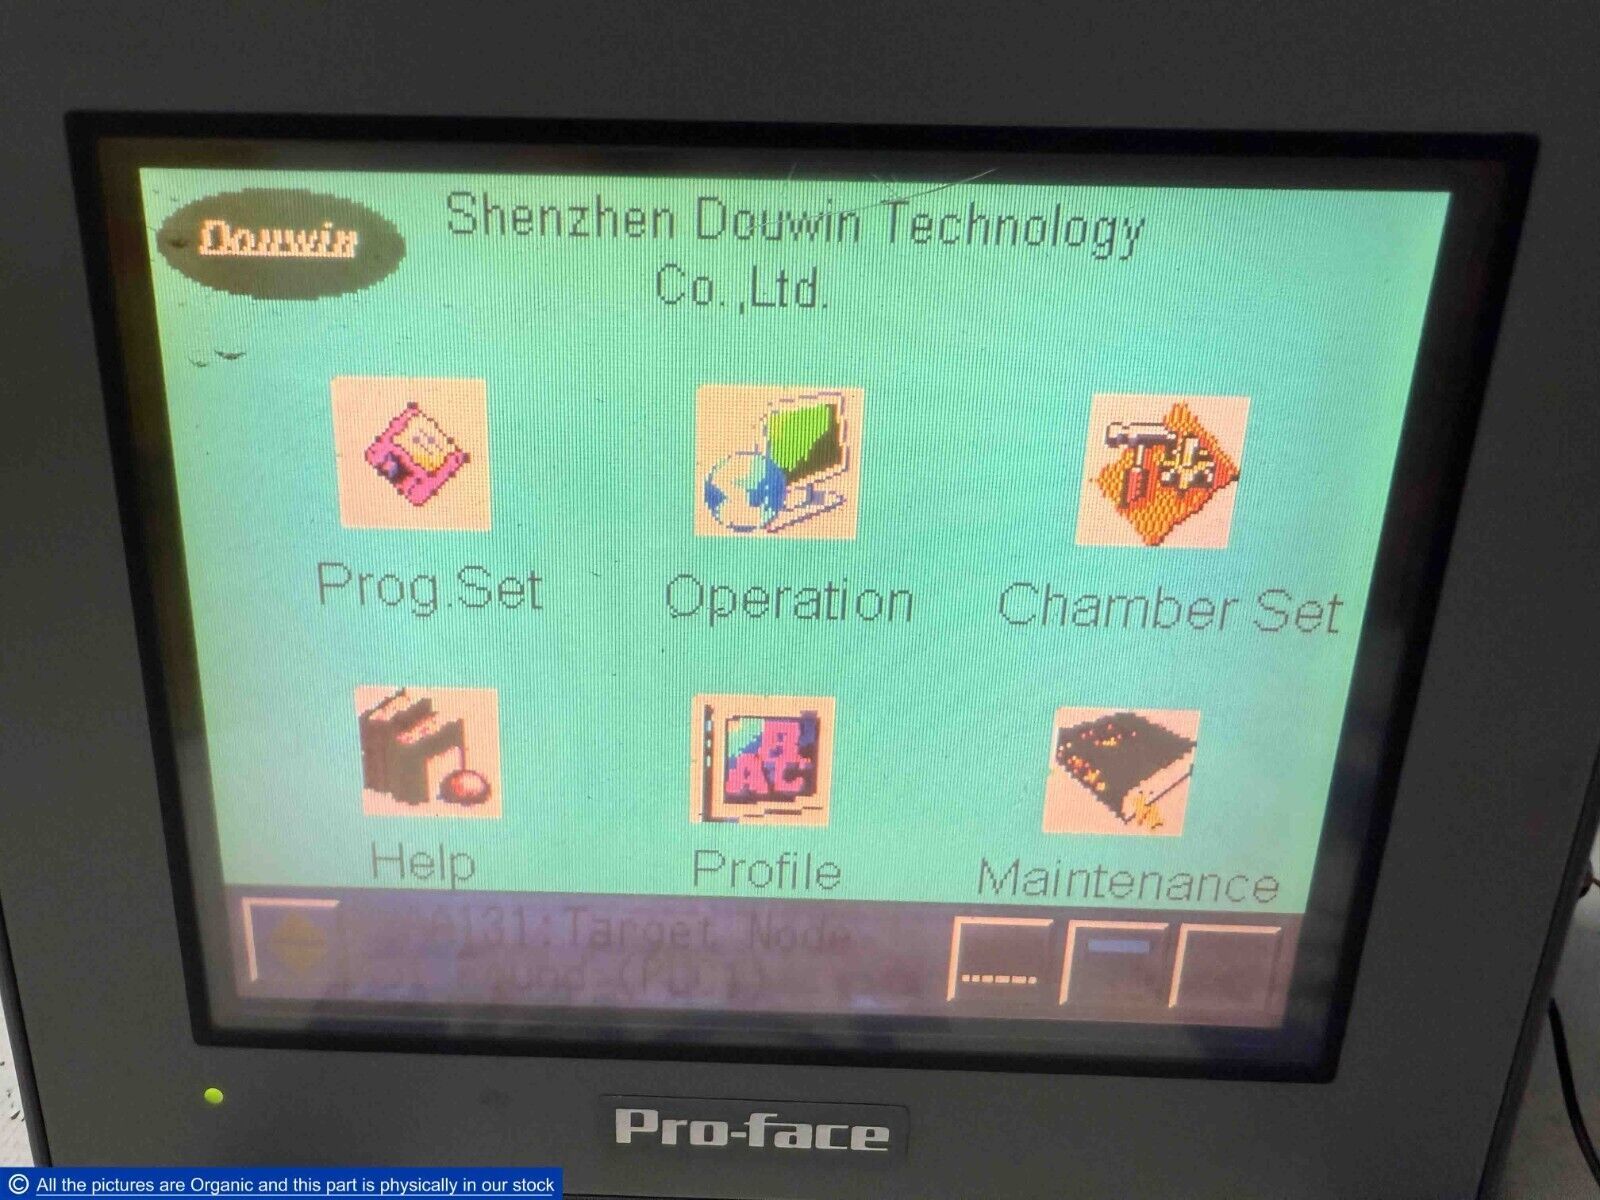 Douwin
Shenzhen Douwin Technology
Co.,Ltd.
Prog.Set
Operation
Chamber Set
Help
Profile
Maintenance
131:Target Node
Pro-face
© All the pictures are Organic and this part is physically in our stock